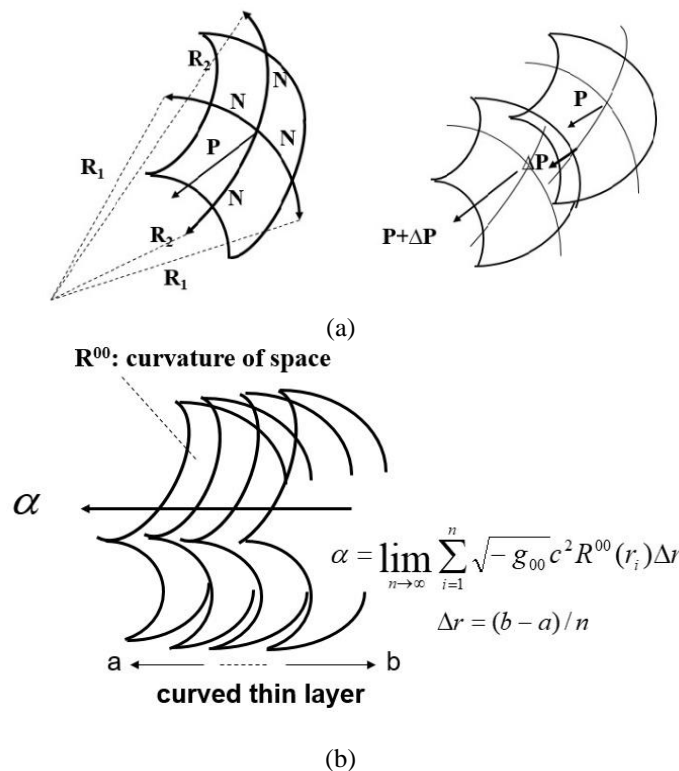 R₂
N
N
N
P
N
R₁
R₂
R₁
P
ΔP
P+ΔP
(a)
R⁰⁰: curvature of space
α
α = lim n→∞ ∑ i=1 n √−g₀₀ c² R⁰⁰ (rᵢ)Δr
Δr = (b − a) / n
a
b
curved thin layer
(b)